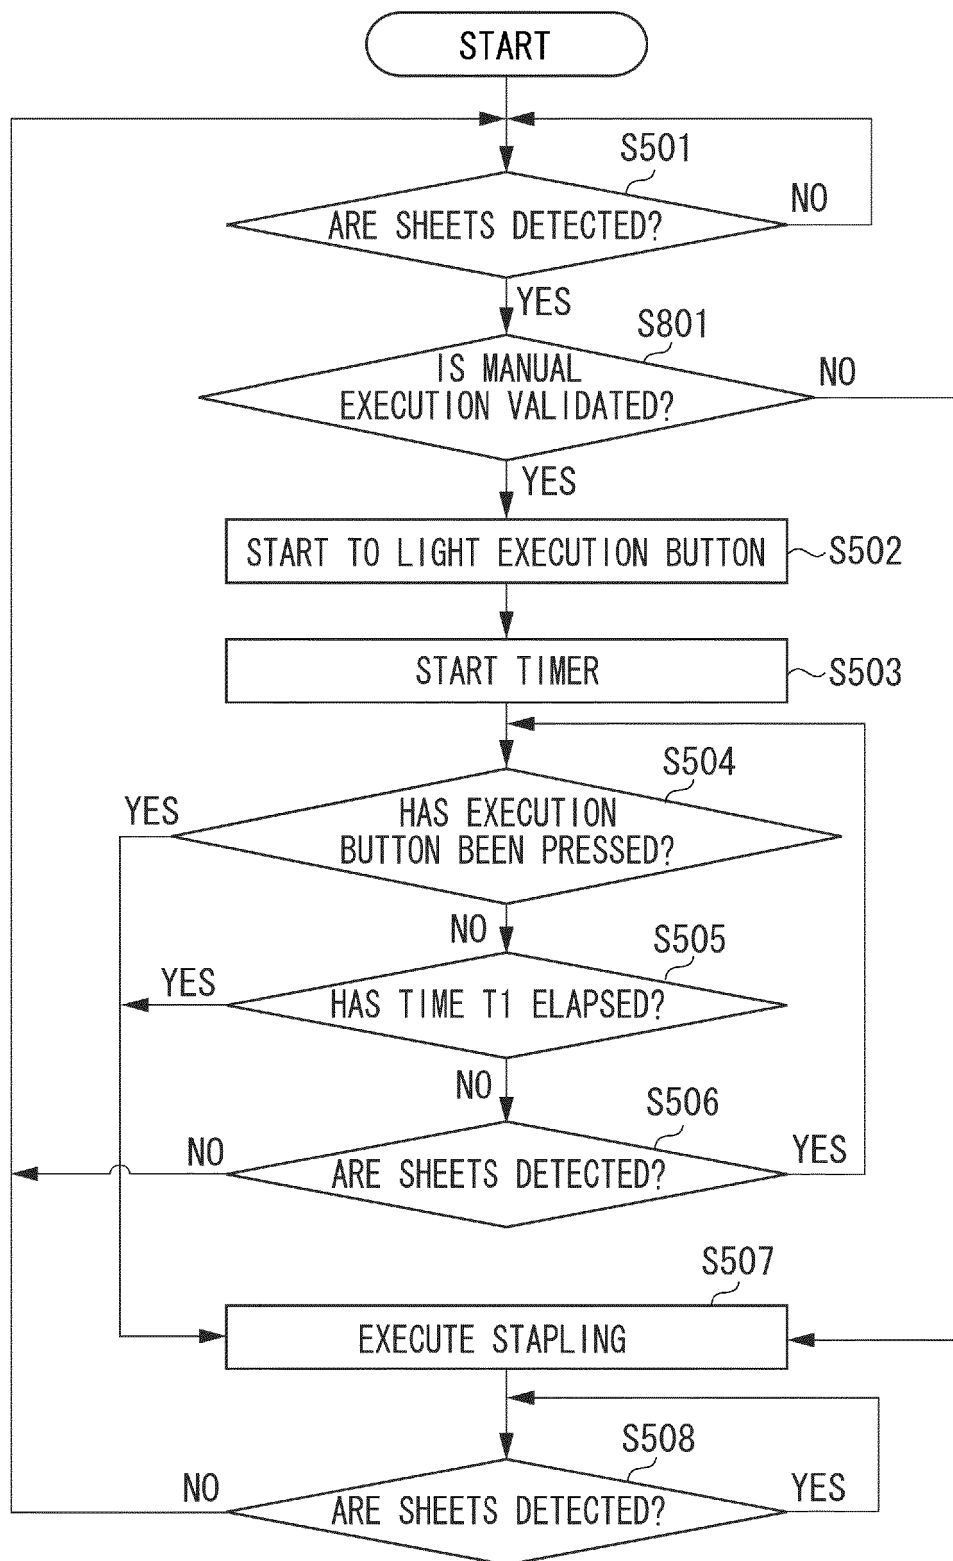 START
S501
ARE SHEETS DETECTED?
NO
YES
S801
IS MANUAL
EXECUTION VALIDATED?
NO
YES
START TO LIGHT EXECUTION BUTTON
S502
START TIMER
S503
S504
YES
HAS EXECUTION
BUTTON BEEN PRESSED?
NO
S505
YES
HAS TIME T1 ELAPSED?
NO
S506
NO
ARE SHEETS DETECTED?
YES
S507
EXECUTE STAPLING
S508
NO
ARE SHEETS DETECTED?
YES